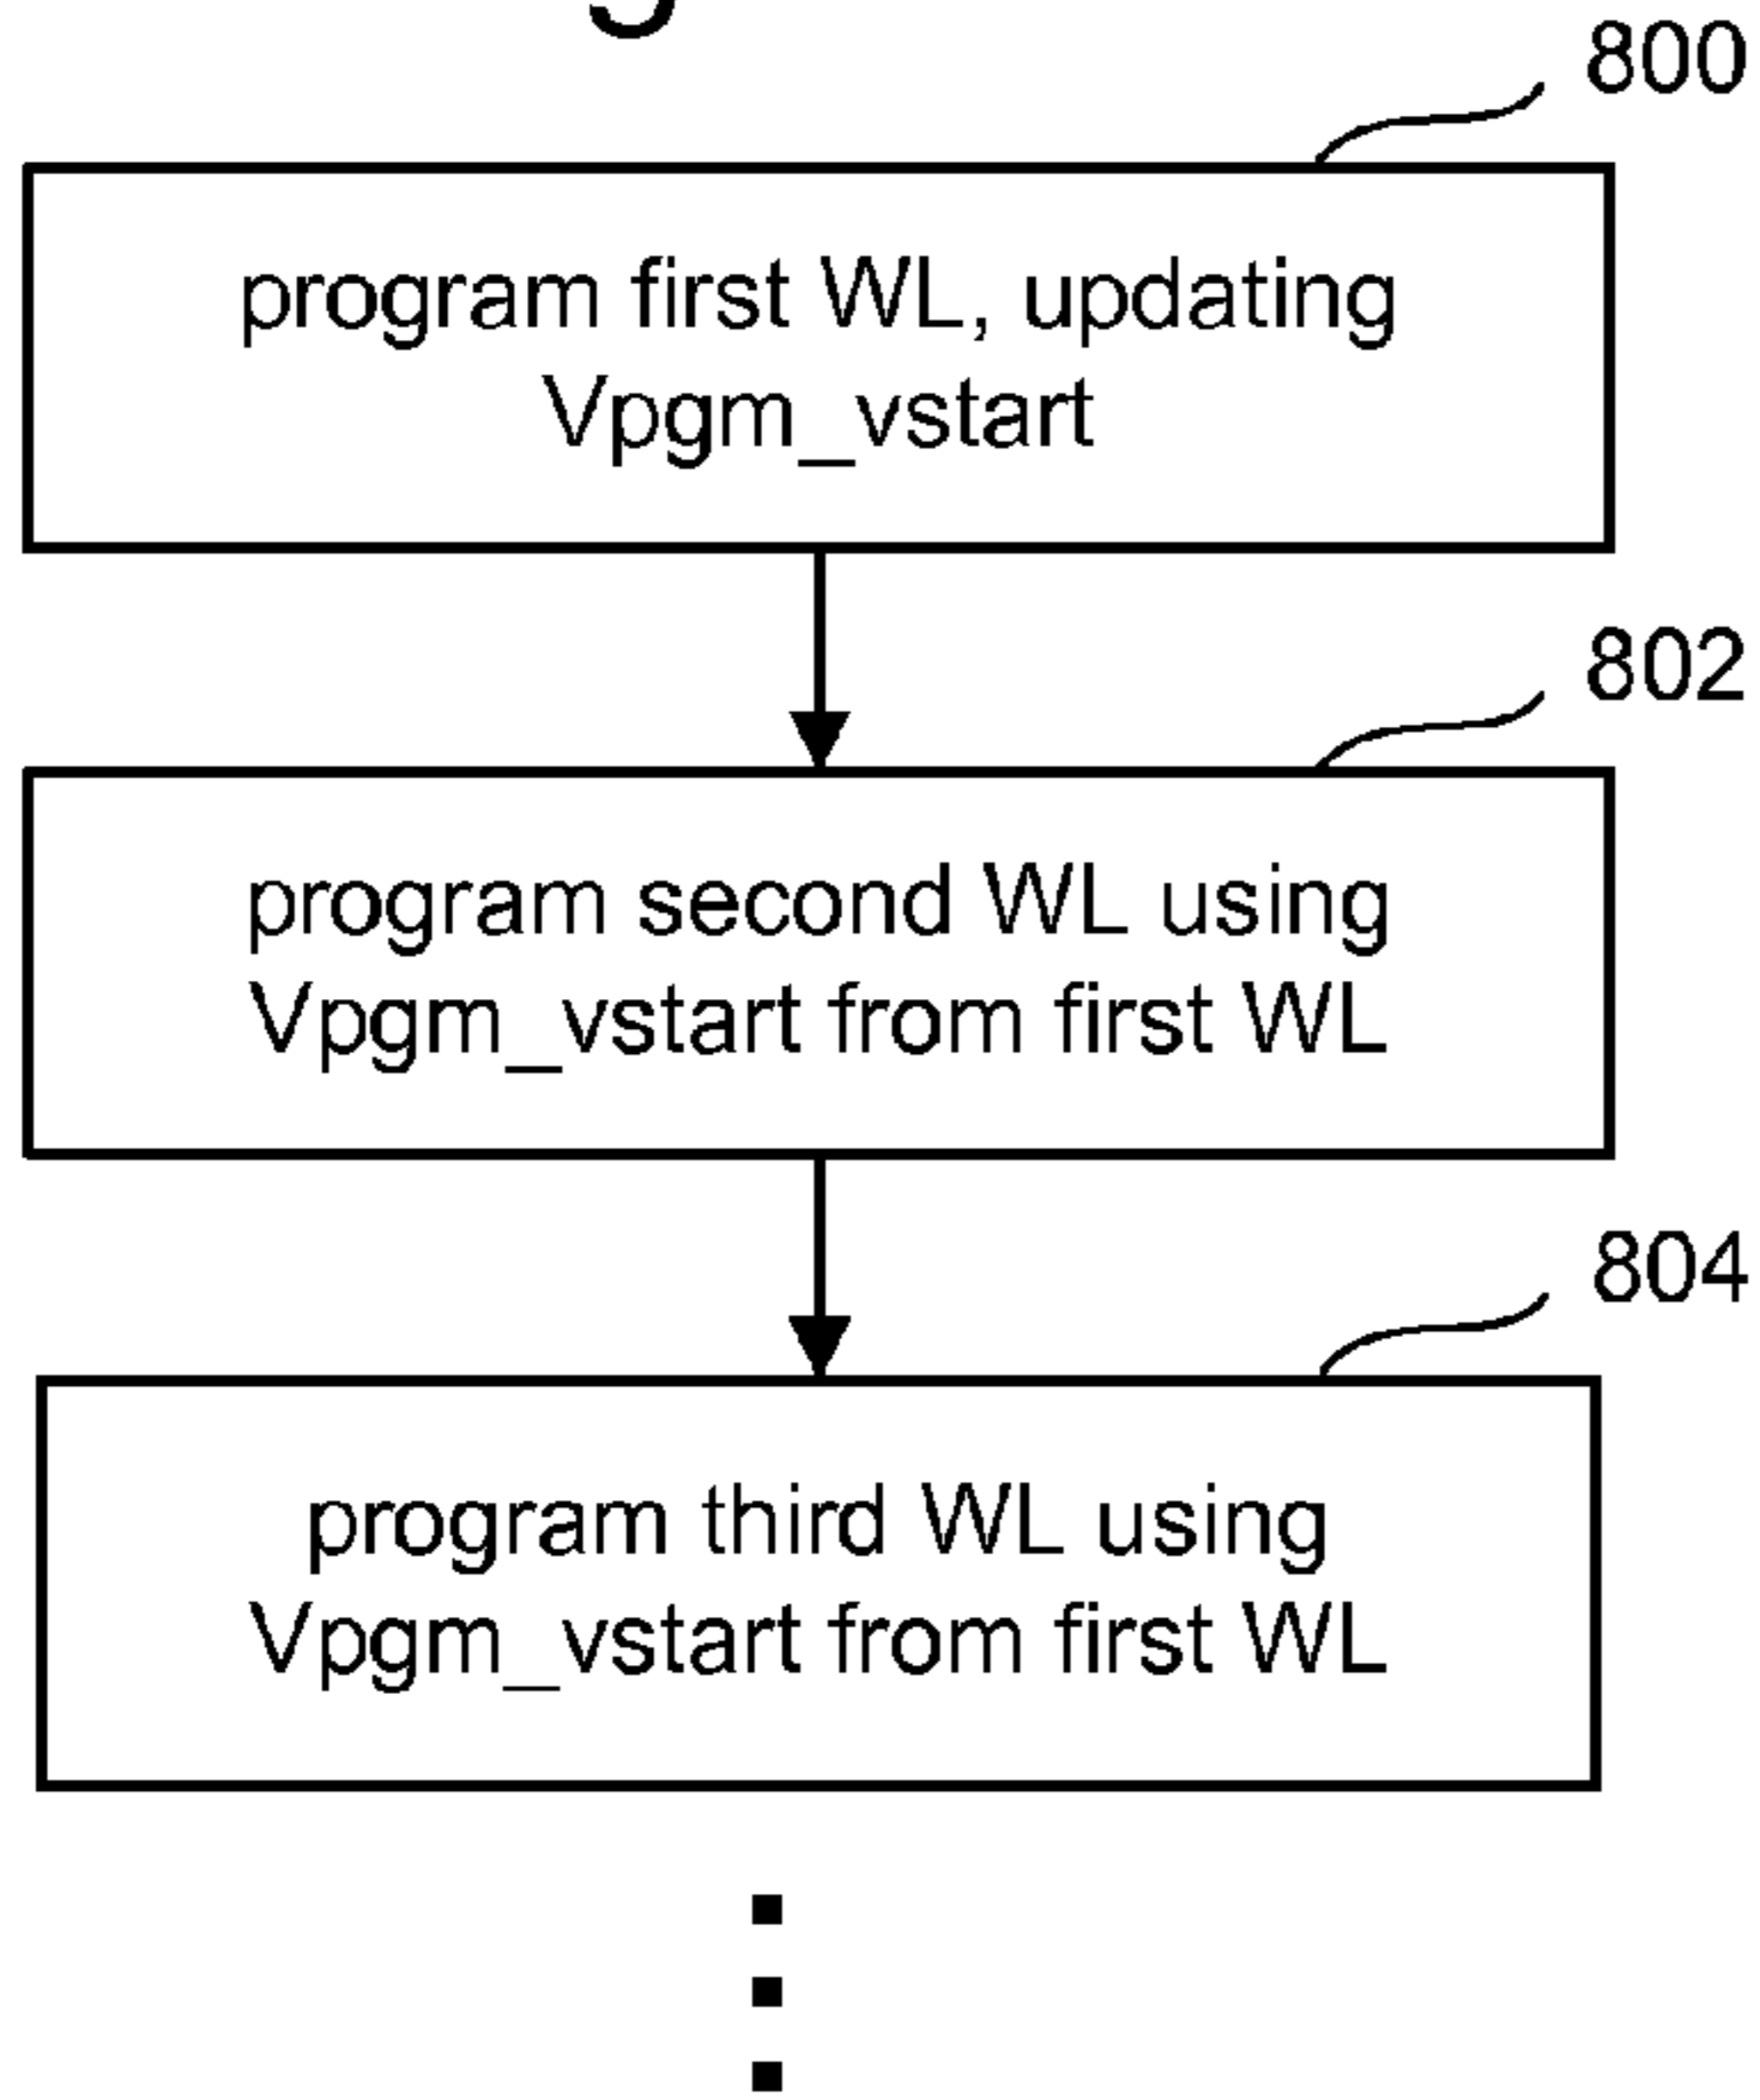 800
program first WL, updating
Vpgm_vstart
802
program second WL using
Vpgm_vstart from first WL
804
program third WL using
Vpgm_vstart from first WL